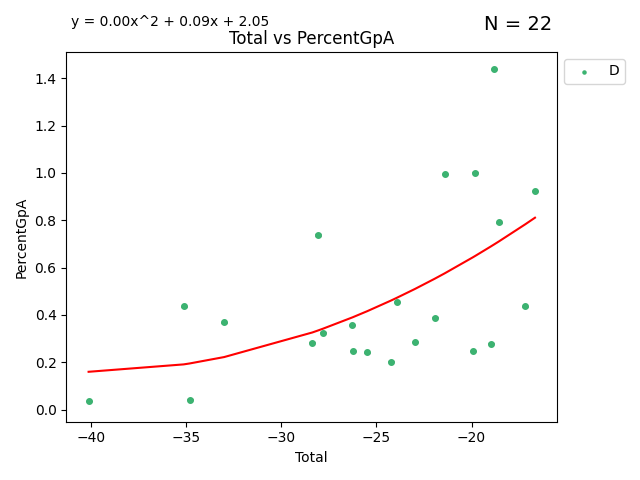 y = 0.00x^2 + 0.09x + 2.05
N = 22
Total vs PercentGpA
D
PercentGpA
1.4
1.2
1.0
0.8
0.6
0.4
0.2
0.0
−40
−35
−30
−25
−20
Total